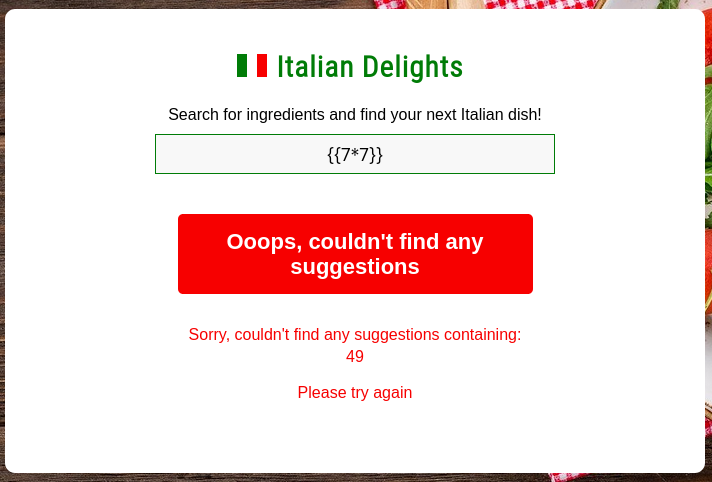 Italian Delights
Search for ingredients and find your next Italian dish!
{{7*7}}
Ooops, couldn't find any
suggestions
Sorry, couldn't find any suggestions containing:
49
Please try again